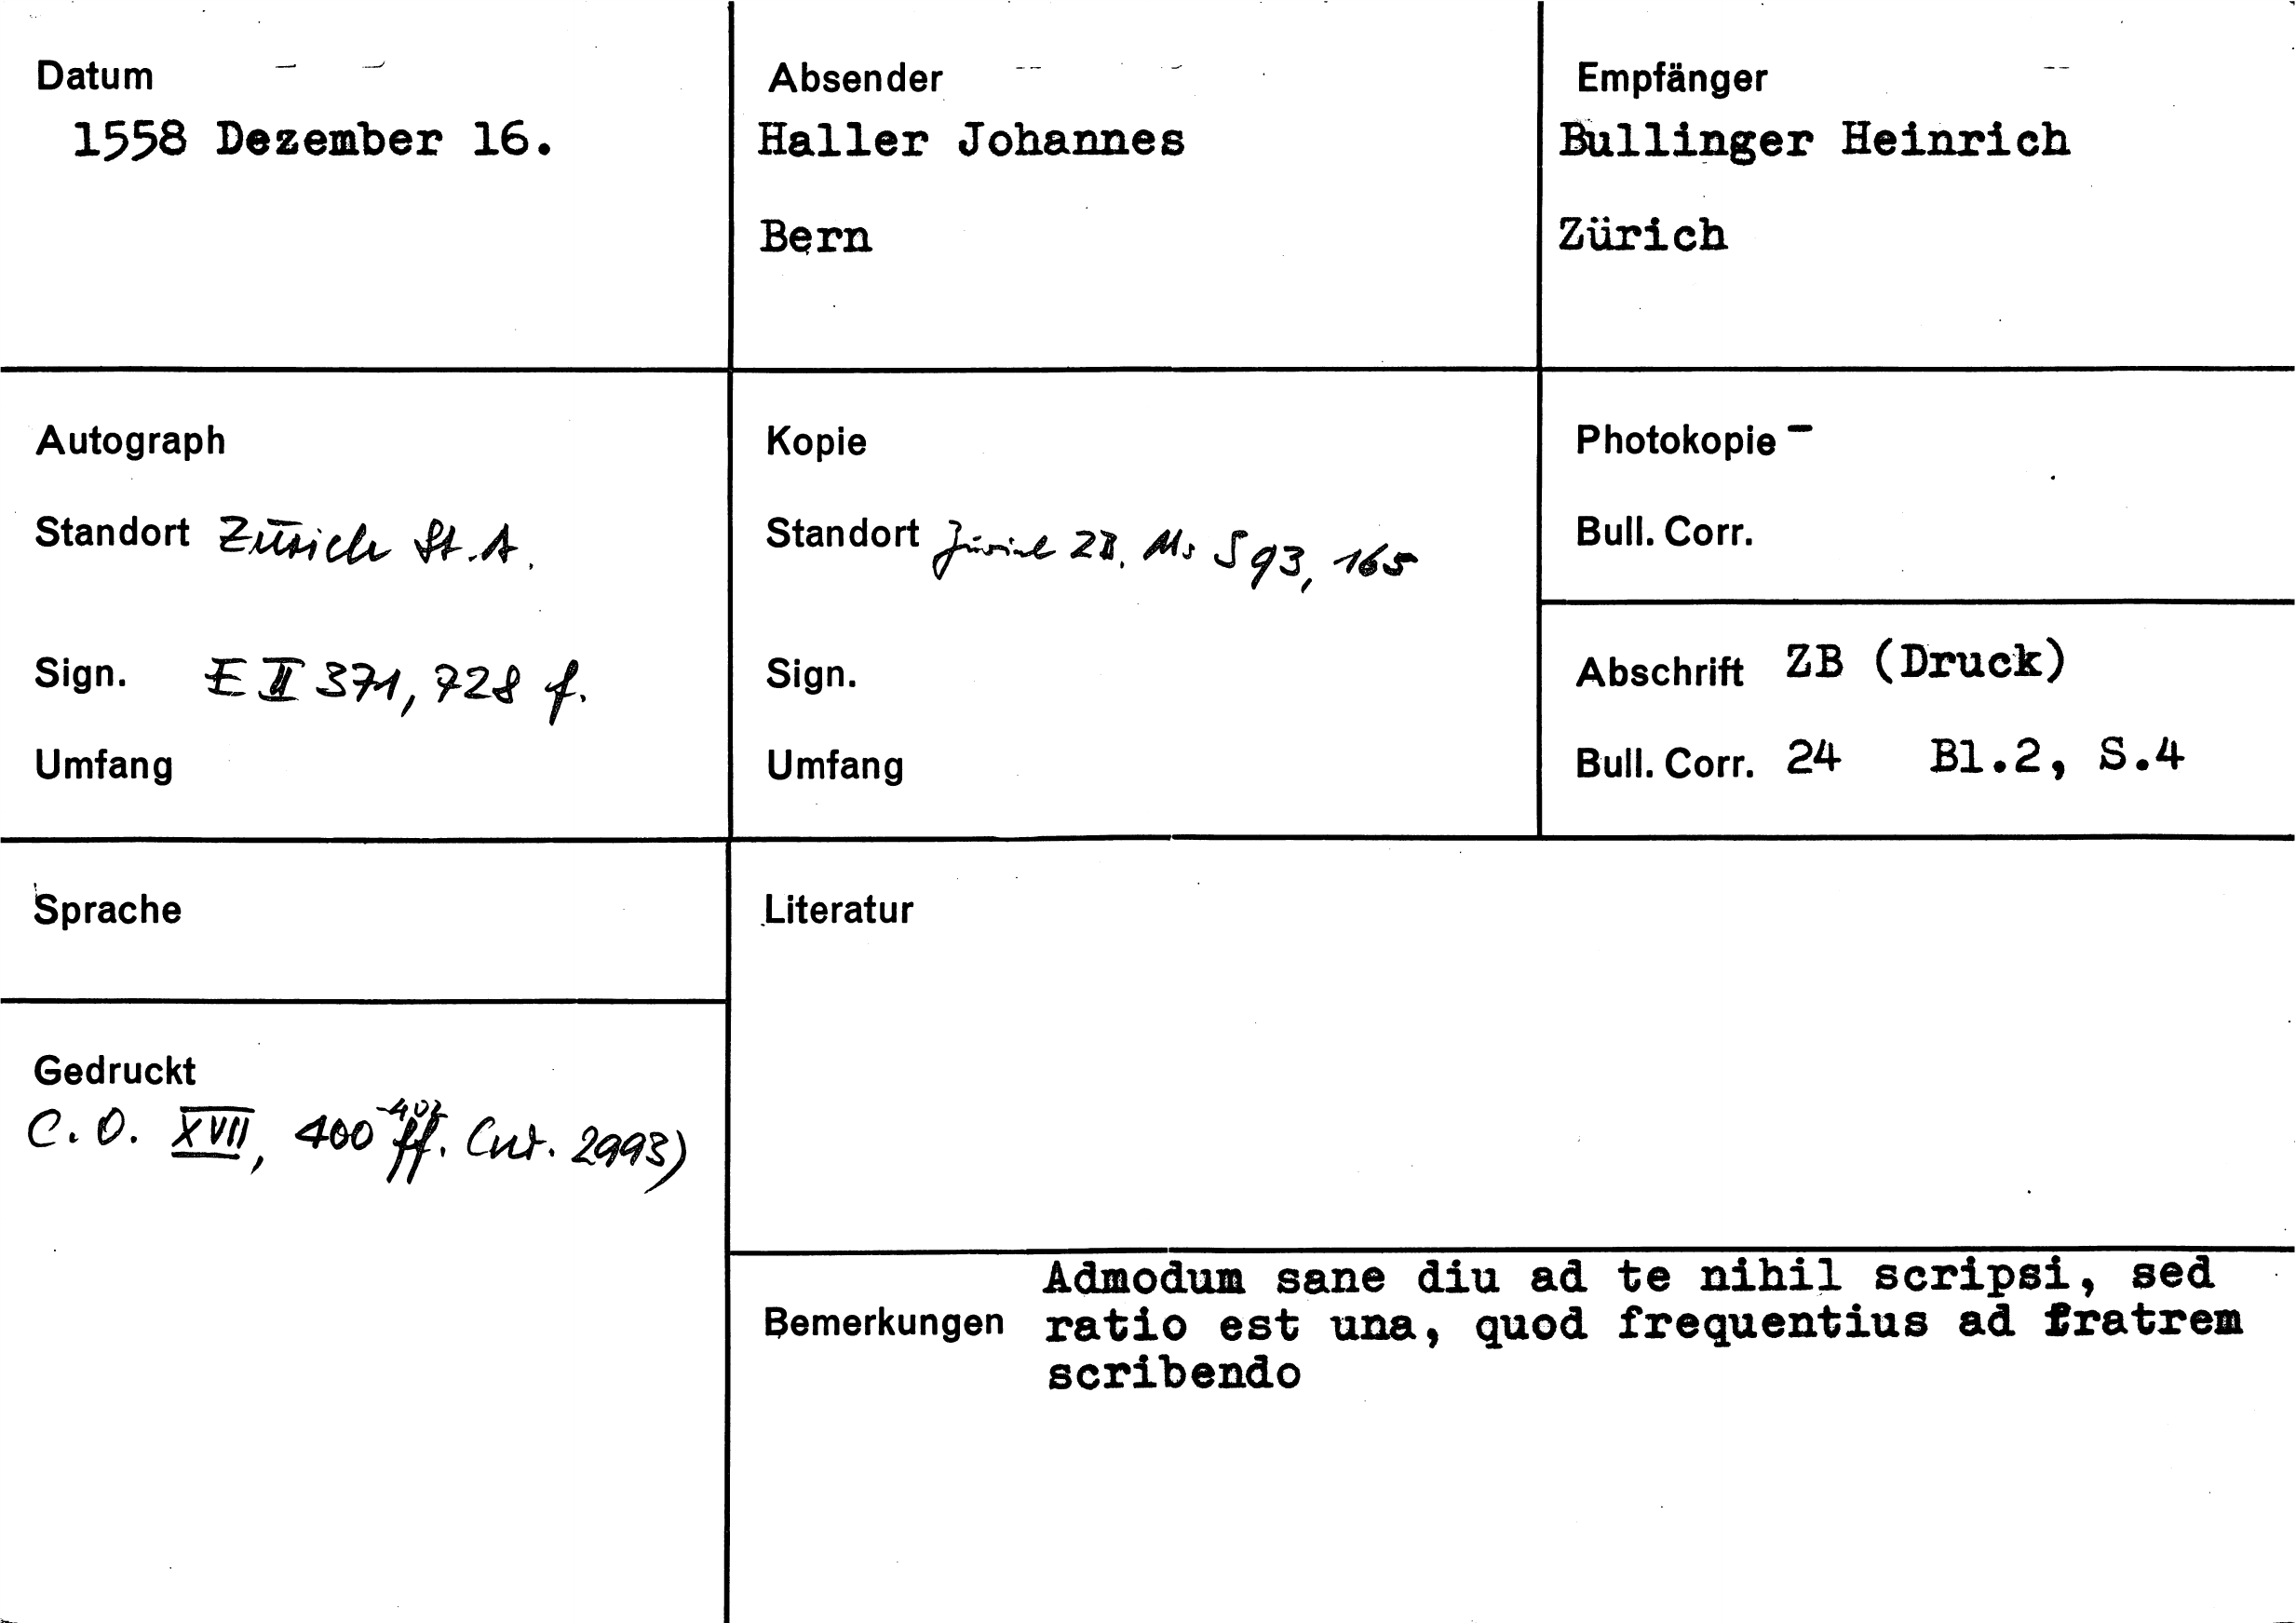 Datum
1558 Dezember 16.
Absender
Haller Johannes
Bern
Empfänger
Bullinger Heinrich
Zürich
Autograph
Standort Zürich St.A.
Sign. E II 371, 728 f.
Umfang
Kopie
Standort Zürich ZB. Ms S 93, 165
Sign.
Umfang
Photokopie -
Bull. Corr.
Abschrift ZB (Druck)
Bull. Corr. 24 Bl.2, S.4
Sprache
Literatur
Gedruckt
C. O. XVII, 400 -402 ff. (nr. 2993)
Bemerkungen
Admodum sane diu ad te nihil scripsi, sed
ratio est una, quod frequentius ad fratrem
scribendo